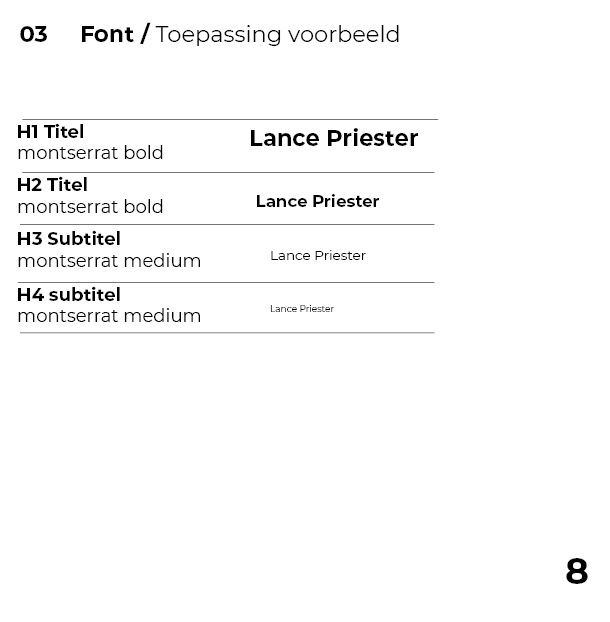 03 Font / Toepassing voorbeeld
H1 Titel
montserrat bold
Lance Priester
H2 Titel
montserrat bold
Lance Priester
H3 Subtitel
montserrat medium
Lance Priester
H4 subtitel
montserrat medium
Lance Priester
8